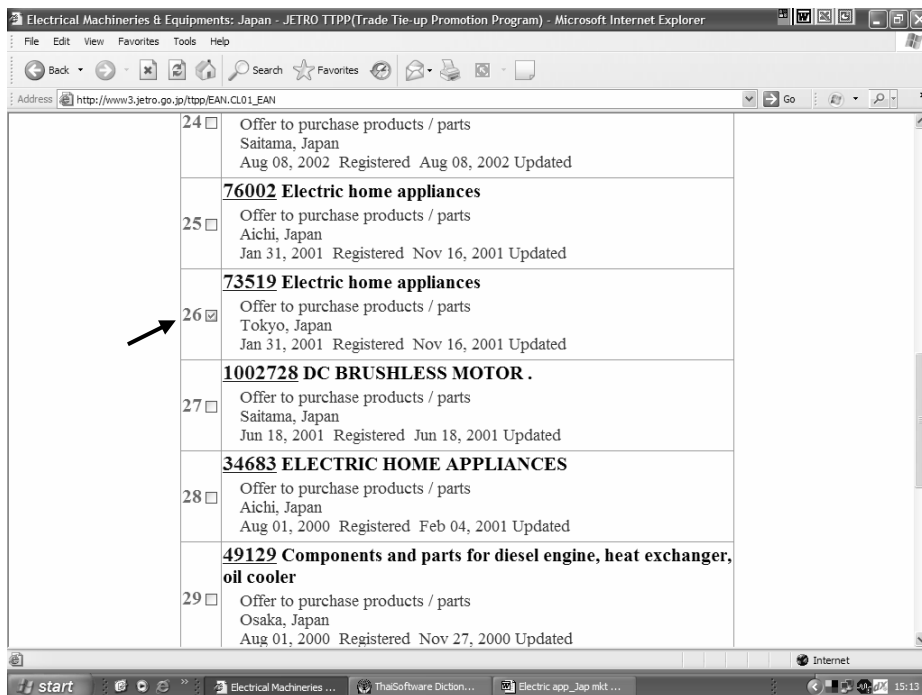 Electrical Machineries & Equipments: Japan - JETRO TTPP(Trade Tie-up Promotion Program) - Microsoft Internet Explorer
File Edit View Favorites Tools Help
Back Search Favorites
Address http://www3.jetro.go.jp/ttpp/EAN.CL01_EAN Go
24 Offer to purchase products / parts
Saitama, Japan
Aug 08, 2002 Registered Aug 08, 2002 Updated
76002 Electric home appliances
25 Offer to purchase products / parts
Aichi, Japan
Jan 31, 2001 Registered Nov 16, 2001 Updated
73519 Electric home appliances
26 Offer to purchase products / parts
Tokyo, Japan
Jan 31, 2001 Registered Nov 16, 2001 Updated
1002728 DC BRUSHLESS MOTOR .
27 Offer to purchase products / parts
Saitama, Japan
Jun 18, 2001 Registered Jun 18, 2001 Updated
34683 ELECTRIC HOME APPLIANCES
28 Offer to purchase products / parts
Aichi, Japan
Aug 01, 2000 Registered Feb 04, 2001 Updated
49129 Components and parts for diesel engine, heat exchanger,
oil cooler
29 Offer to purchase products / parts
Osaka, Japan
Aug 01, 2000 Registered Nov 27, 2000 Updated
Internet
start Electrical Machineries ... ThaiSoftware Diction... Electric app_Jap mkt ... 15:13